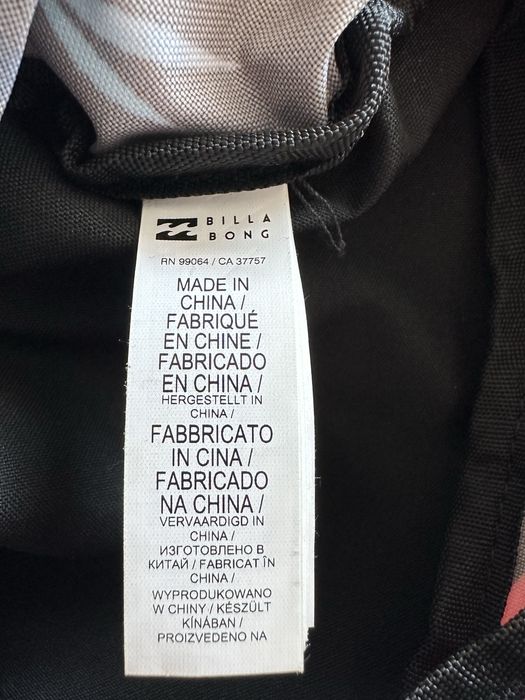 BILLA
BONG
RN 99064 / CA 37757
MADE IN
CHINA /
FABRIQUÉ
EN CHINE /
FABRICADO
EN CHINA /
HERGESTELLT IN
CHINA /
FABBRICATO
IN CINA /
FABRICADO
NA CHINA /
VERVAARDIGD IN
CHINA /
ИЗГОТОВЛЕНО В
КИТАЙ / FABRICAT ÎN
CHINA /
WYPRODUKOWANO
W CHINY / KÉSZÜLT
KÍNÁBAN /
PROIZVEDENO NA